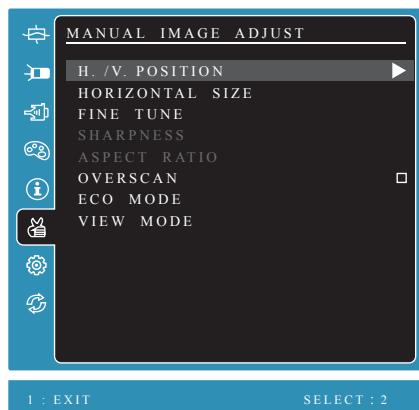 MANUAL IMAGE ADJUST
H. /V. POSITION
HORIZONTAL SIZE
FINE TUNE
SHARPNESS
ASPECT RATIO
OVERSCAN
ECO MODE
VIEW MODE
1 : EXIT SELECT : 2